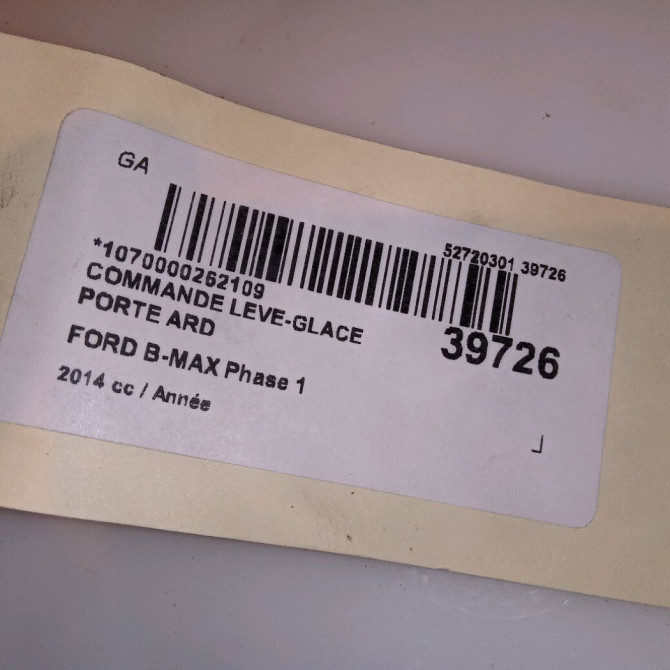 GA
52720301 39726
*1070000262109
COMMANDE LEVE-GLACE
PORTE ARD
39726
FORD B-MAX Phase 1
2014 cc / Année